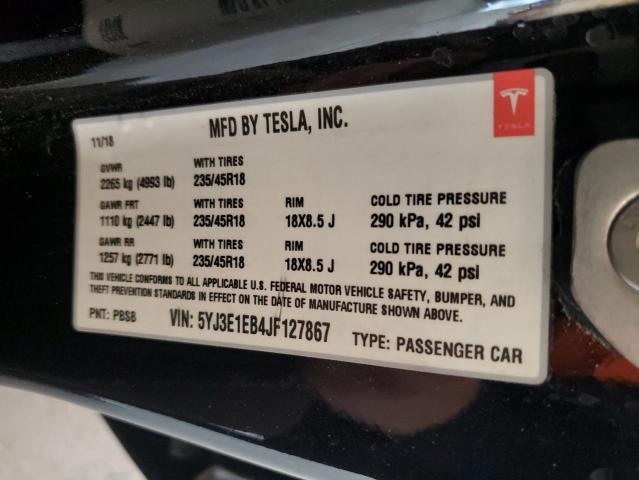 TESLA
11/18 MFD BY TESLA, INC.
GVWR WITH TIRES
2265 kg (4993 lb) 235/45R18
GAWR FRT WITH TIRES RIM COLD TIRE PRESSURE
1110 kg (2447 lb) 235/45R18 18X8.5 J 290 kPa, 42 psi
GAWR RR WITH TIRES RIM COLD TIRE PRESSURE
1257 kg (2771 lb) 235/45R18 18X8.5 J 290 kPa, 42 psi
THIS VEHICLE CONFORMS TO ALL APPLICABLE U.S. FEDERAL MOTOR VEHICLE SAFETY, BUMPER, AND
THEFT PREVENTION STANDARDS IN EFFECT ON THE DATE OF MANUFACTURE SHOWN ABOVE.
PNT: PBSB VIN: 5YJ3E1EB4JF127867 TYPE: PASSENGER CAR